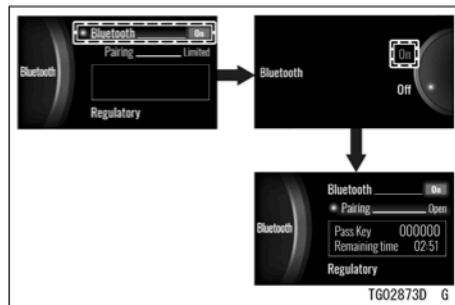 Bluetooth On
Pairing Limited
Bluetooth
Regulatory
Bluetooth
On
Off
Bluetooth On
Pairing Open
Bluetooth
Pass Key 000000
Remaining time 02:51
Regulatory
TG02873D G